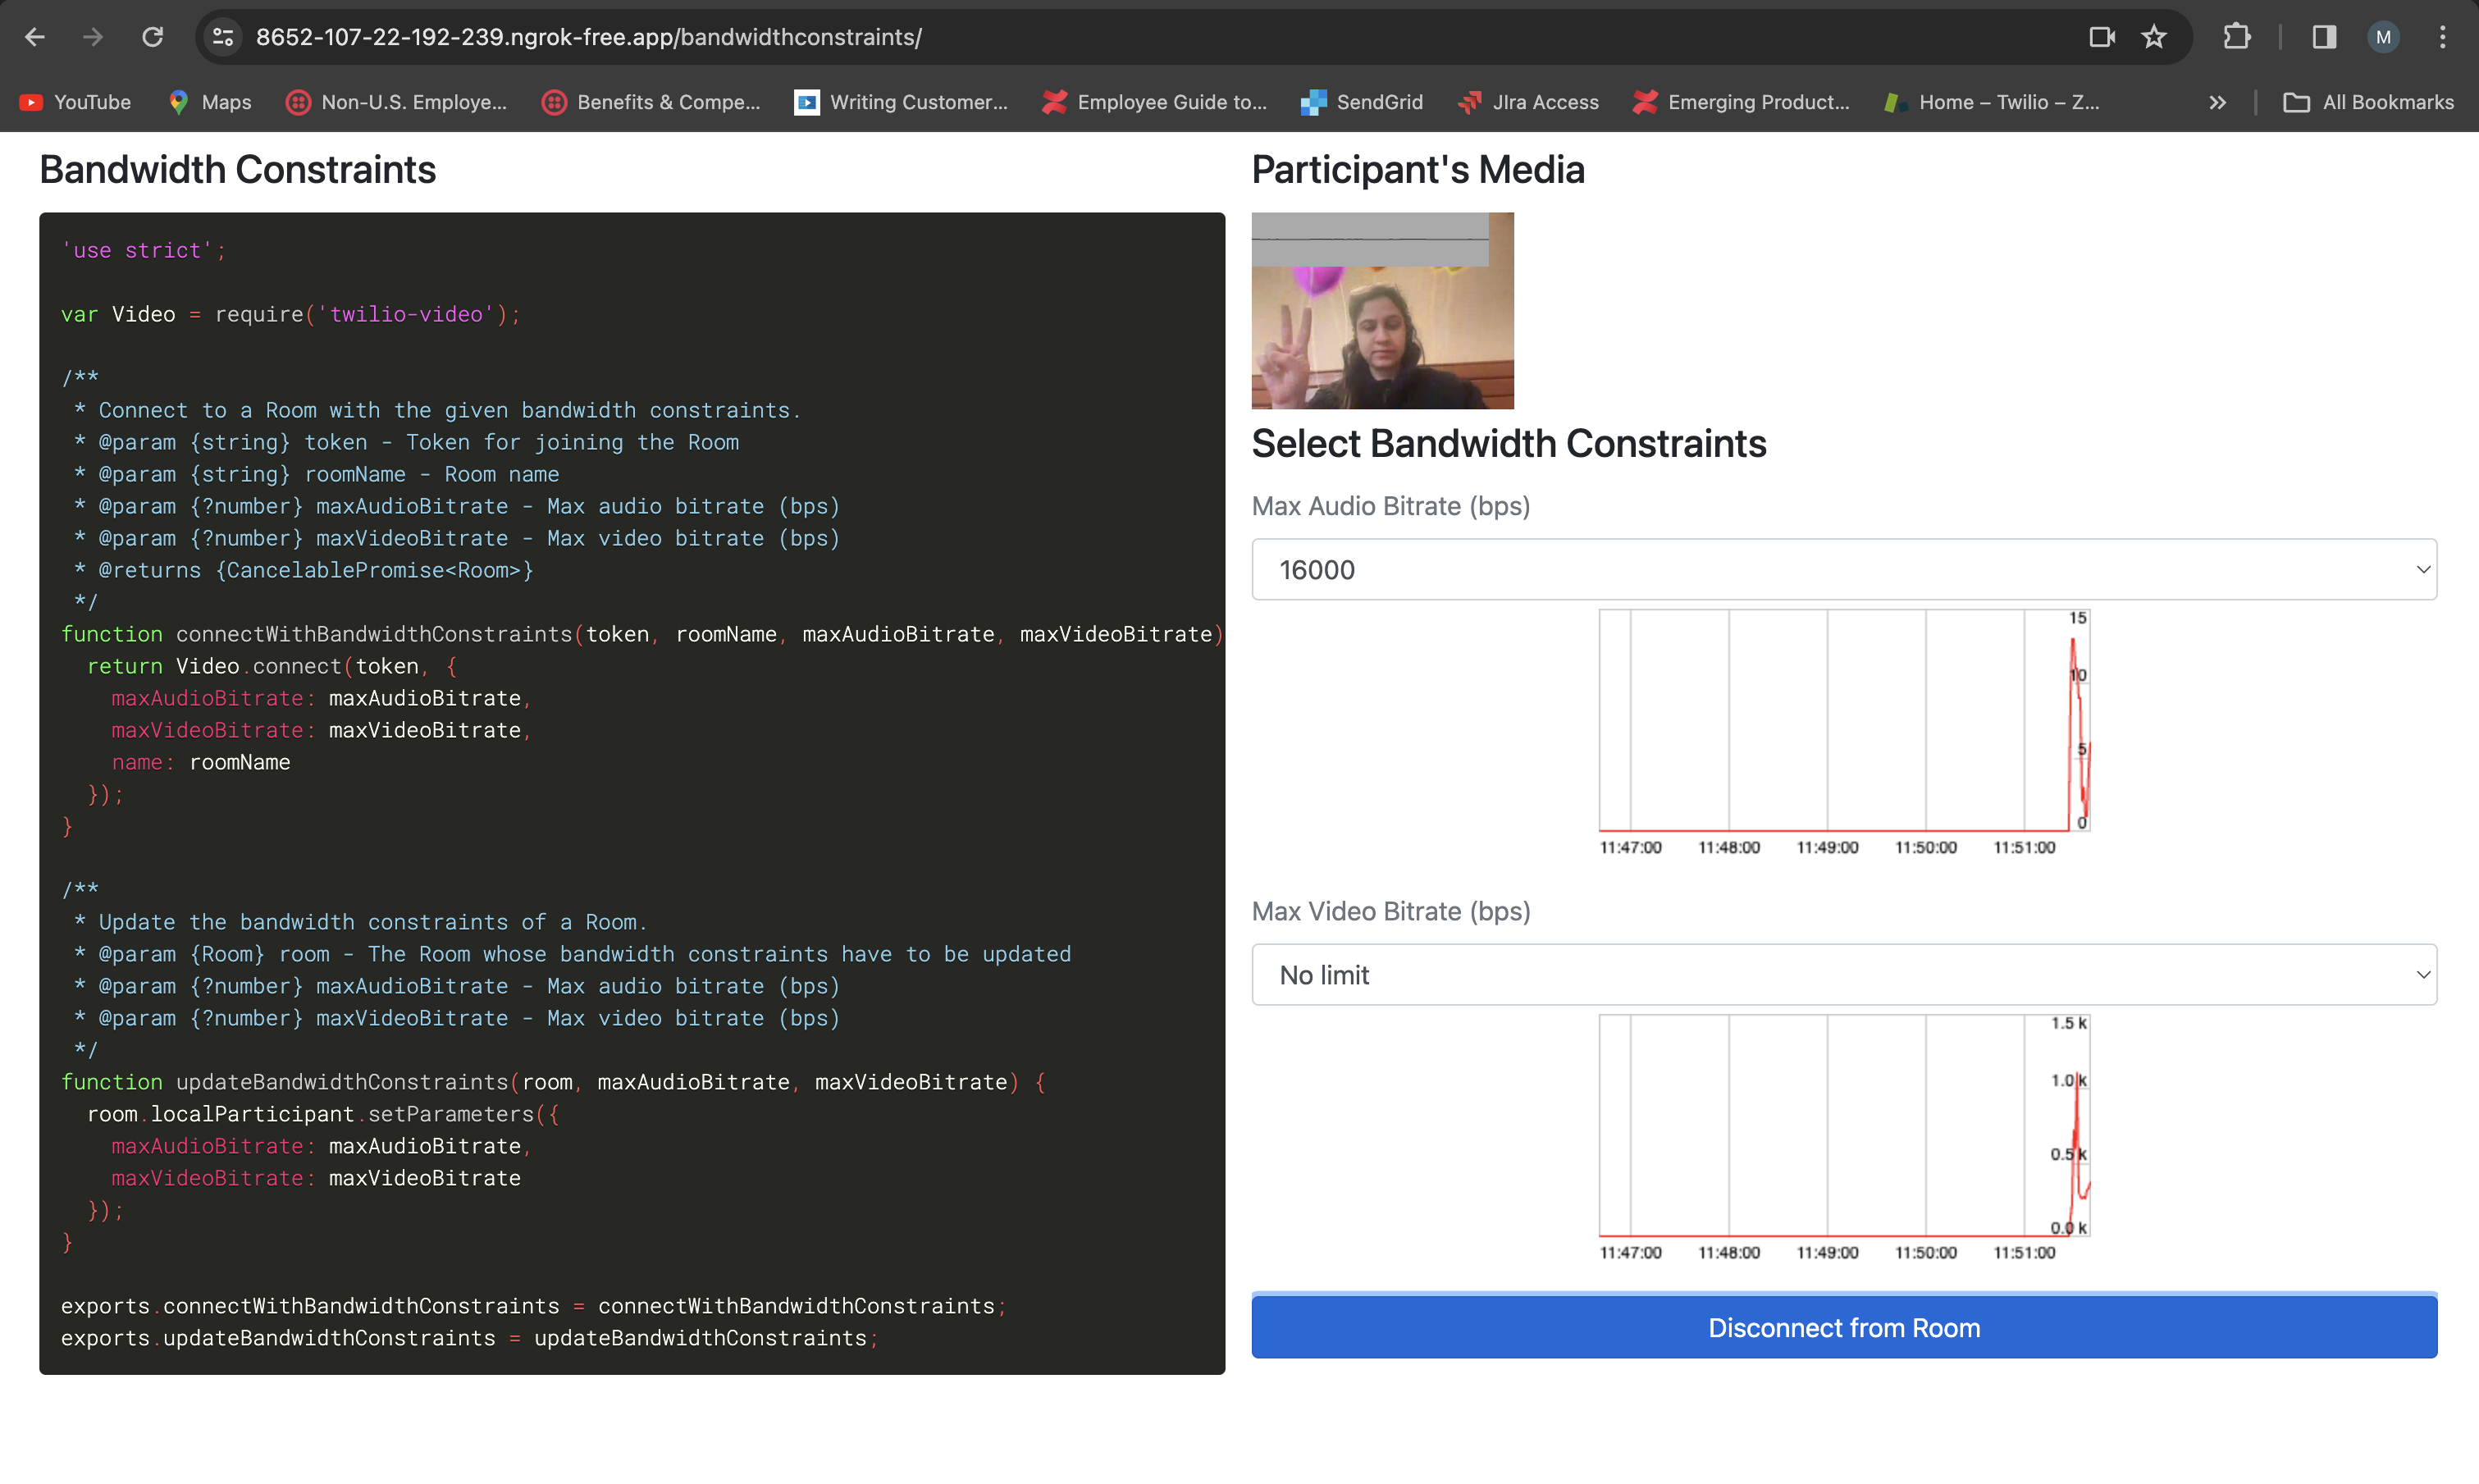 8652-107-22-192-239.ngrok-free.app/bandwidthconstraints/
M
YouTube
Maps
Non-U.S. Employe...
Benefits & Compe...
Writing Customer...
Employee Guide to...
SendGrid
JIra Access
Emerging Product...
Home – Twilio – Z...
All Bookmarks
Bandwidth Constraints
'use strict';
var Video = require('twilio-video');
/**
 * Connect to a Room with the given bandwidth constraints.
 * @param {string} token - Token for joining the Room
 * @param {string} roomName - Room name
 * @param {?number} maxAudioBitrate - Max audio bitrate (bps)
 * @param {?number} maxVideoBitrate - Max video bitrate (bps)
 * @returns {CancelablePromise<Room>}
 */
function connectWithBandwidthConstraints(token, roomName, maxAudioBitrate, maxVideoBitrate)
  return Video.connect(token, {
    maxAudioBitrate: maxAudioBitrate,
    maxVideoBitrate: maxVideoBitrate,
    name: roomName
  });
}
/**
 * Update the bandwidth constraints of a Room.
 * @param {Room} room - The Room whose bandwidth constraints have to be updated
 * @param {?number} maxAudioBitrate - Max audio bitrate (bps)
 * @param {?number} maxVideoBitrate - Max video bitrate (bps)
 */
function updateBandwidthConstraints(room, maxAudioBitrate, maxVideoBitrate) {
  room.localParticipant.setParameters({
    maxAudioBitrate: maxAudioBitrate,
    maxVideoBitrate: maxVideoBitrate
  });
}
exports.connectWithBandwidthConstraints = connectWithBandwidthConstraints;
exports.updateBandwidthConstraints = updateBandwidthConstraints;
Participant's Media
Select Bandwidth Constraints
Max Audio Bitrate (bps)
16000
15
10
5
0
11:47:00 11:48:00 11:49:00 11:50:00 11:51:00
Max Video Bitrate (bps)
No limit
1.5 k
1.0 k
0.5 k
0.0 k
11:47:00 11:48:00 11:49:00 11:50:00 11:51:00
Disconnect from Room